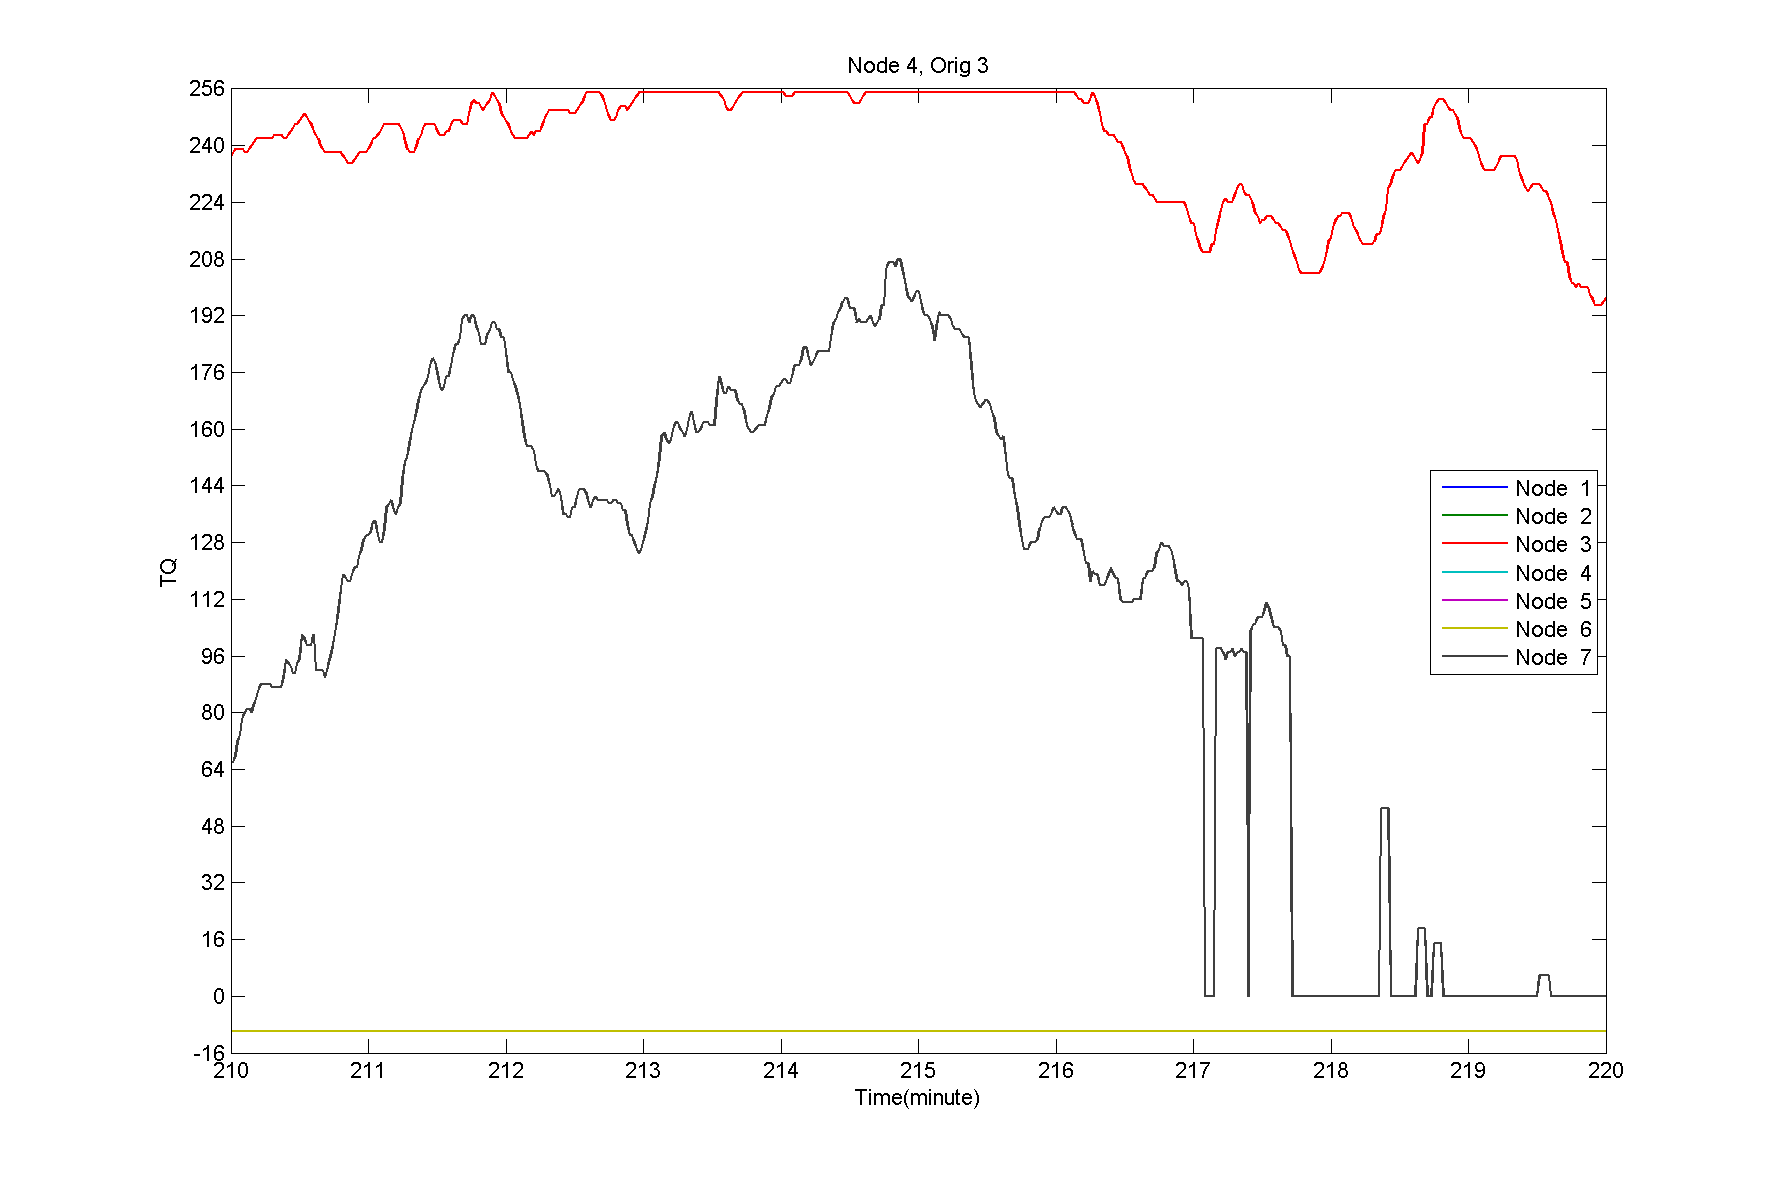 Node 4, Orig 3
256
240
224
208
192
176
160
144
128
112
96
80
64
48
32
16
0
-16
TQ
Node 1
Node 2
Node 3
Node 4
Node 5
Node 6
Node 7
210 211 212 213 214 215 216 217 218 219 220
Time(minute)